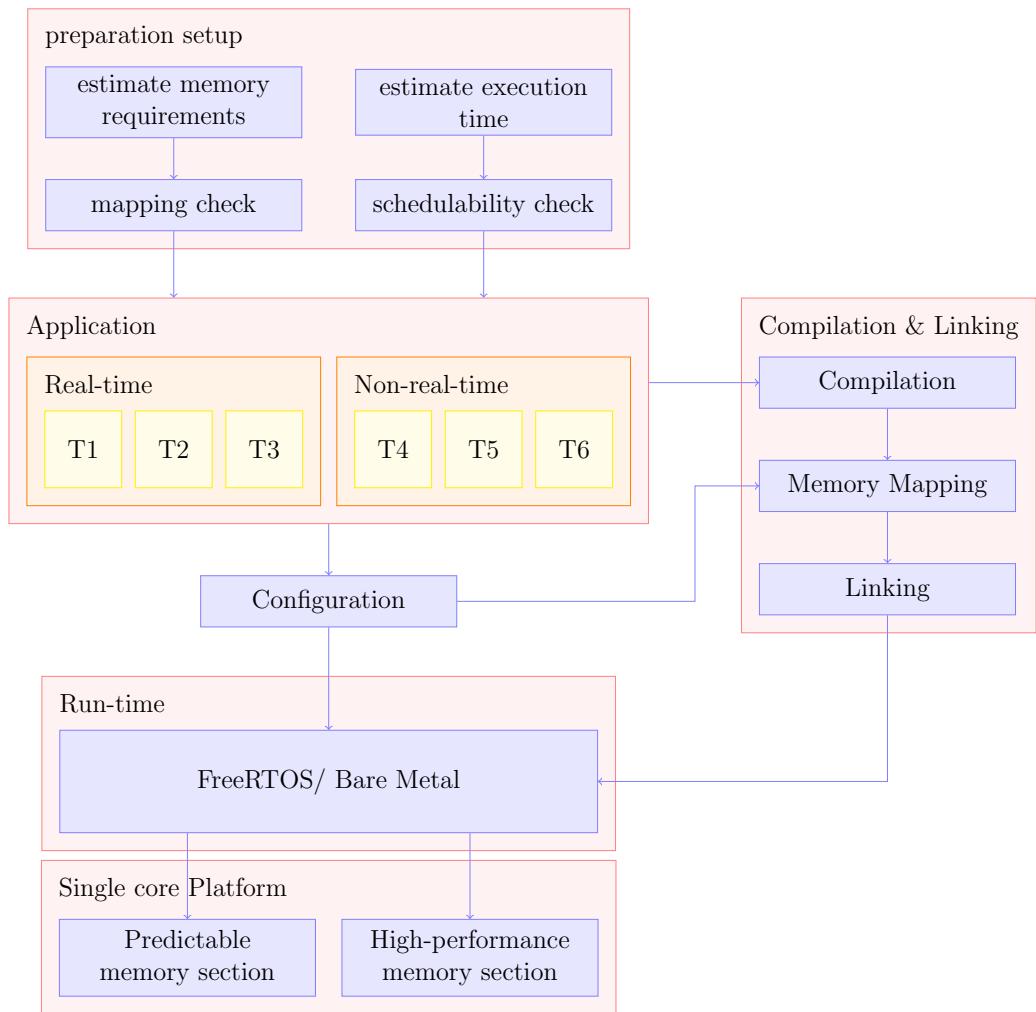 preparation setup
estimate memory
requirements
estimate execution
time
mapping check
schedulability check
Application
Real-time
T1
T2
T3
Non-real-time
T4
T5
T6
Compilation & Linking
Compilation
Memory Mapping
Linking
Configuration
Run-time
FreeRTOS/ Bare Metal
Single core Platform
Predictable
memory section
High-performance
memory section